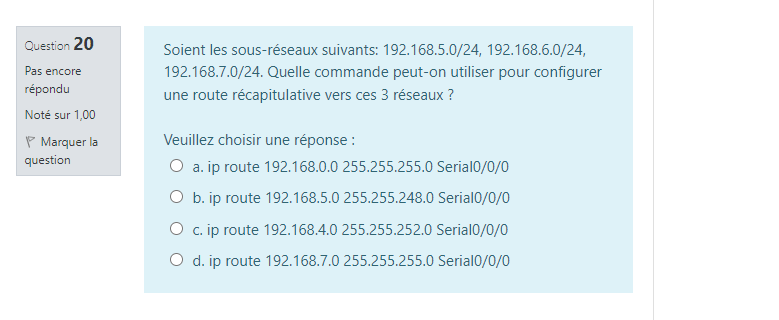 Question 20
Pas encore
répondu
Noté sur 1,00
Marquer la
question
Soient les sous-réseaux suivants: 192.168.5.0/24, 192.168.6.0/24,
192.168.7.0/24. Quelle commande peut-on utiliser pour configurer
une route récapitulative vers ces 3 réseaux ?
Veuillez choisir une réponse :
a. ip route 192.168.0.0 255.255.255.0 Serial0/0/0
b. ip route 192.168.5.0 255.255.248.0 Serial0/0/0
c. ip route 192.168.4.0 255.255.252.0 Serial0/0/0
d. ip route 192.168.7.0 255.255.255.0 Serial0/0/0